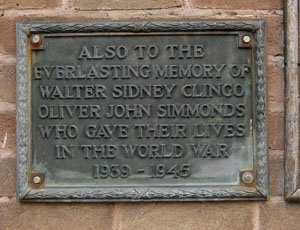 ALSO TO THE
EVERLASTING MEMORY OF
WALTER SIDNEY CLINGO
OLIVER JOHN SIMMONDS
WHO GAVE THEIR LIVES
IN THE WORLD WAR
1939 - 1945